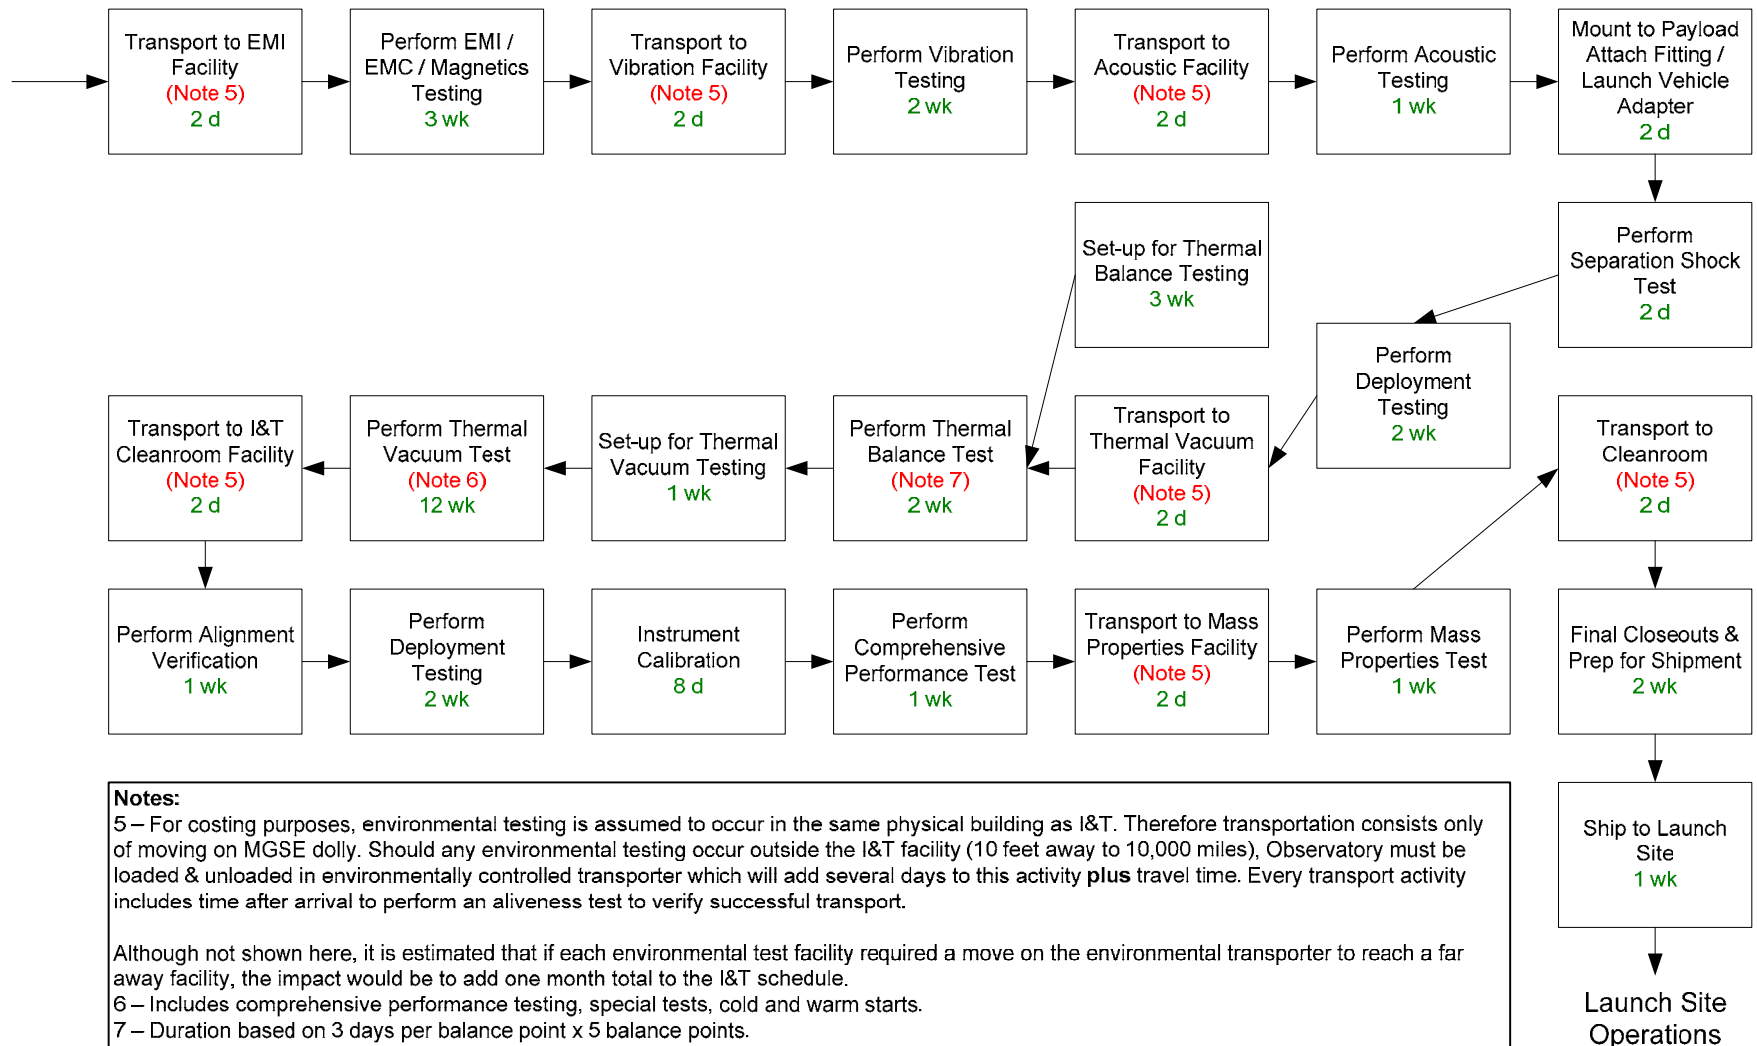 Transport to EMI
Facility
(Note 5)
2 d
Perform EMI /
EMC / Magnetics
Testing
3 wk
Transport to
Vibration Facility
(Note 5)
2 d
Perform Vibration
Testing
2 wk
Transport to
Acoustic Facility
(Note 5)
2 d
Perform Acoustic
Testing
1 wk
Mount to Payload
Attach Fitting /
Launch Vehicle
Adapter
2 d
Perform
Separation Shock
Test
2 d
Set-up for Thermal
Balance Testing
3 wk
Perform
Deployment
Testing
2 wk
Transport to
Thermal Vacuum
Facility
(Note 5)
2 d
Perform Thermal
Balance Test
(Note 7)
2 wk
Set-up for Thermal
Vacuum Testing
1 wk
Perform Thermal
Vacuum Test
(Note 6)
12 wk
Transport to I&T
Cleanroom Facility
(Note 5)
2 d
Perform Alignment
Verification
1 wk
Perform
Deployment
Testing
2 wk
Instrument
Calibration
8 d
Perform
Comprehensive
Performance Test
1 wk
Transport to Mass
Properties Facility
(Note 5)
2 d
Perform Mass
Properties Test
1 wk
Transport to
Cleanroom
(Note 5)
2 d
Final Closeouts &
Prep for Shipment
2 wk
Ship to Launch
Site
1 wk
Launch Site
Operations
Notes:
5 – For costing purposes, environmental testing is assumed to occur in the same physical building as I&T. Therefore transportation consists only
of moving on MGSE dolly. Should any environmental testing occur outside the I&T facility (10 feet away to 10,000 miles), Observatory must be
loaded & unloaded in environmentally controlled transporter which will add several days to this activity plus travel time. Every transport activity
includes time after arrival to perform an aliveness test to verify successful transport.
Although not shown here, it is estimated that if each environmental test facility required a move on the environmental transporter to reach a far
away facility, the impact would be to add one month total to the I&T schedule.
6 – Includes comprehensive performance testing, special tests, cold and warm starts.
7 – Duration based on 3 days per balance point x 5 balance points.